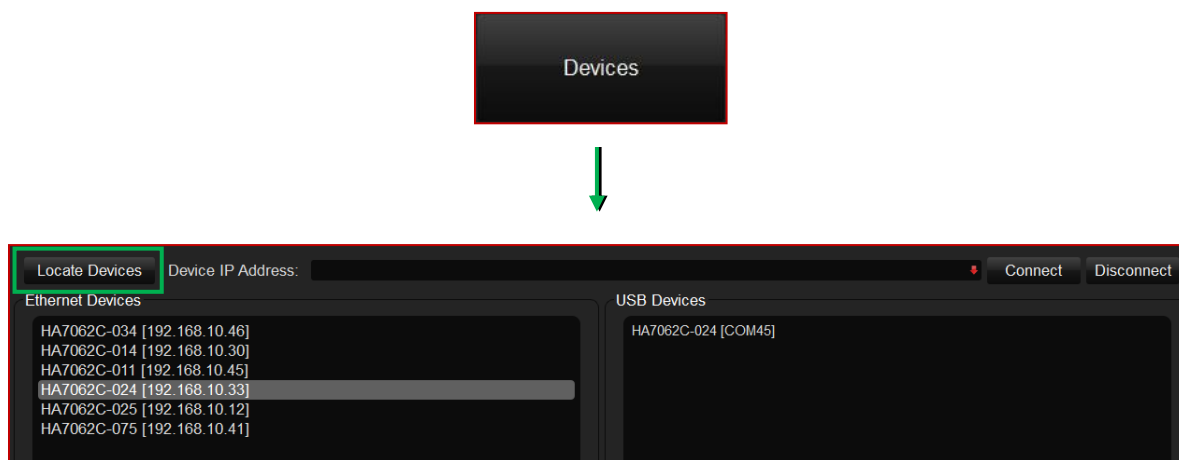 Devices
Locate Devices Device IP Address: Connect Disconnect
Ethernet Devices
HA7062C-034 [192.168.10.46]
HA7062C-014 [192.168.10.30]
HA7062C-011 [192.168.10.45]
HA7062C-024 [192.168.10.33]
HA7062C-025 [192.168.10.12]
HA7062C-075 [192.168.10.41]
USB Devices
HA7062C-024 [COM45]